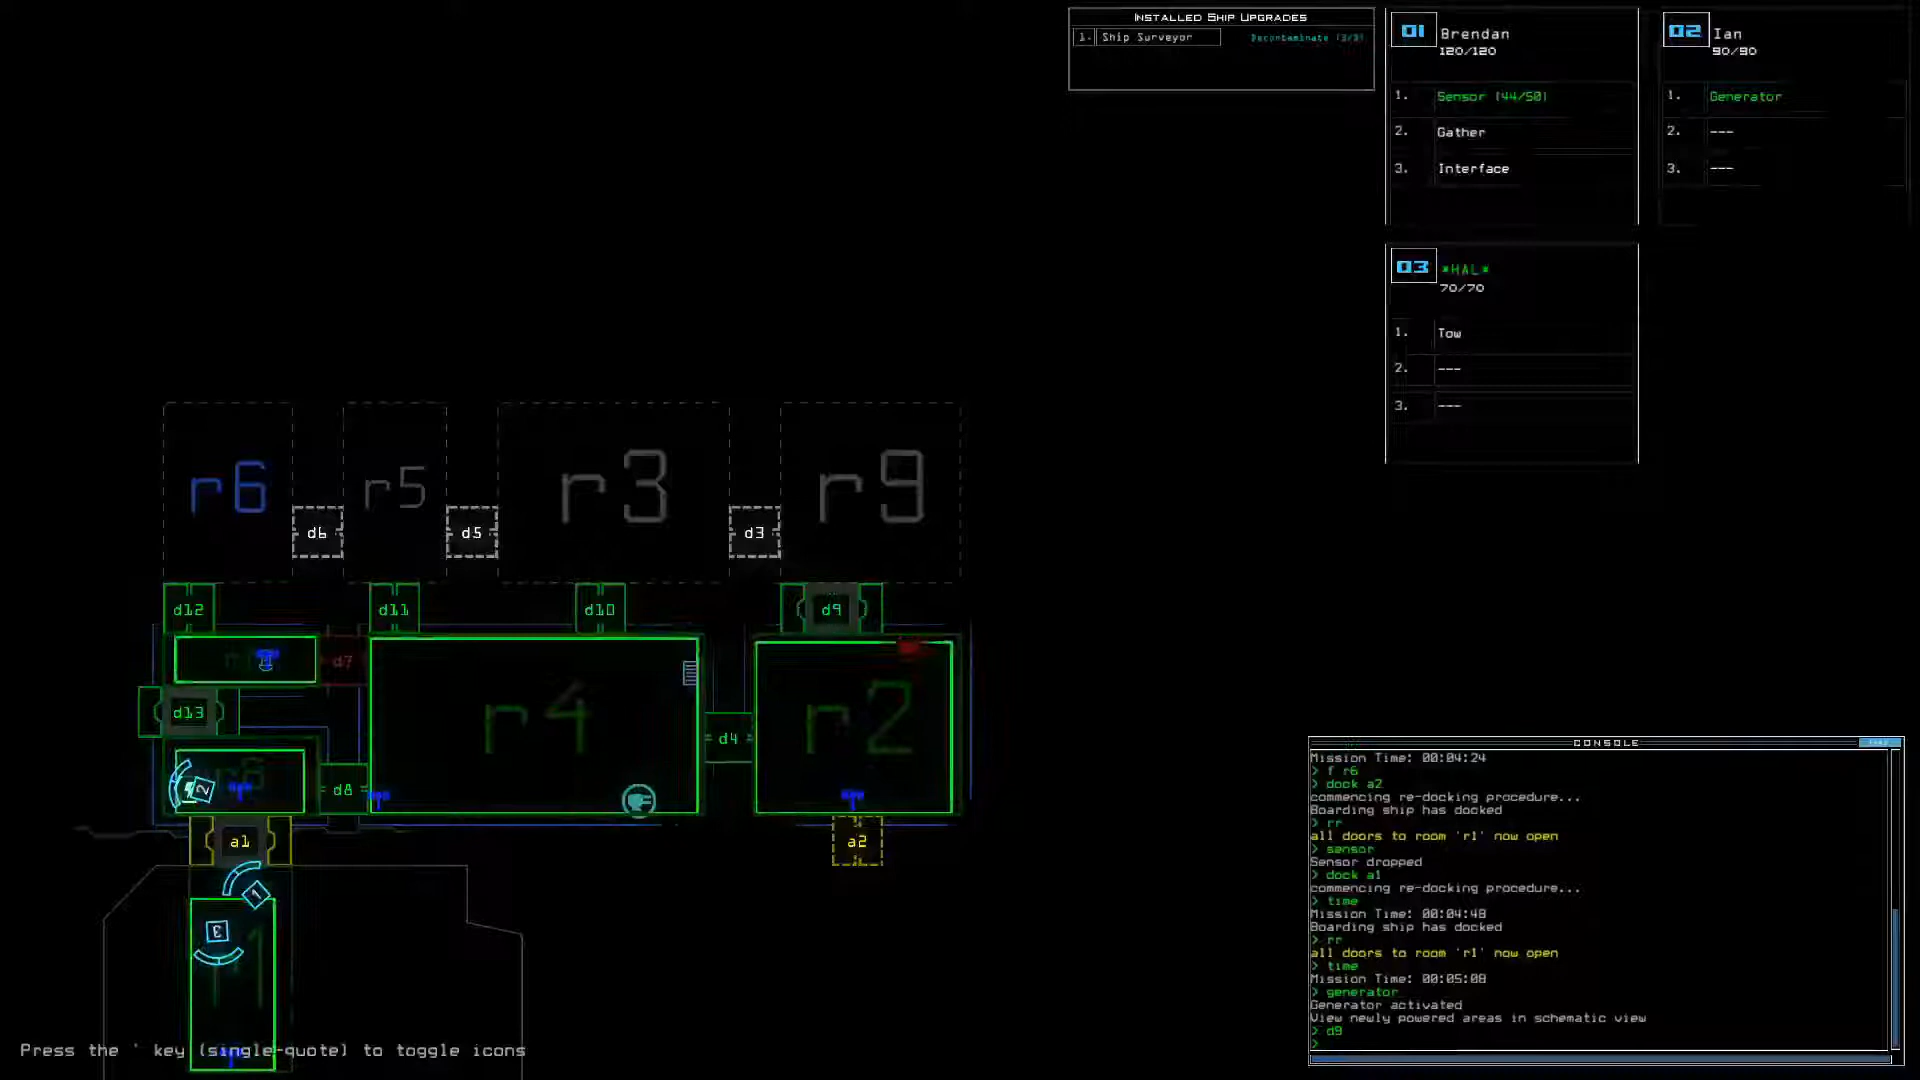 INSTALLED SHIP UPGRADES
1. Ship Surveyor Decontaminate (3/3)
01 Brendan
120/120
1. Sensor (44/50)
2. Gather
3. Interface
02 Ian
90/90
1. Generator
2. ---
3. ---
03 *HAL*
70/70
1. Tow
2. ---
3. ---
r6 r5 r3 r9
d6 d5 d3
d12 d11 d10 d9
d7
d13
r4 r2
d4
d8
2
a1 a2
1
3
Press the ' key (single-quote) to toggle icons
CONSOLE
Mission Time: 00:04:24
> f r6
> dock a2
commencing re-docking procedure...
Boarding ship has docked
> rr
all doors to room 'r1' now open
> sensor
Sensor dropped
> dock a1
commencing re-docking procedure...
> time
Mission Time: 00:04:48
Boarding ship has docked
> rr
all doors to room 'r1' now open
> time
Mission Time: 00:05:08
> generator
Generator activated
View newly powered areas in schematic view
> d9
>